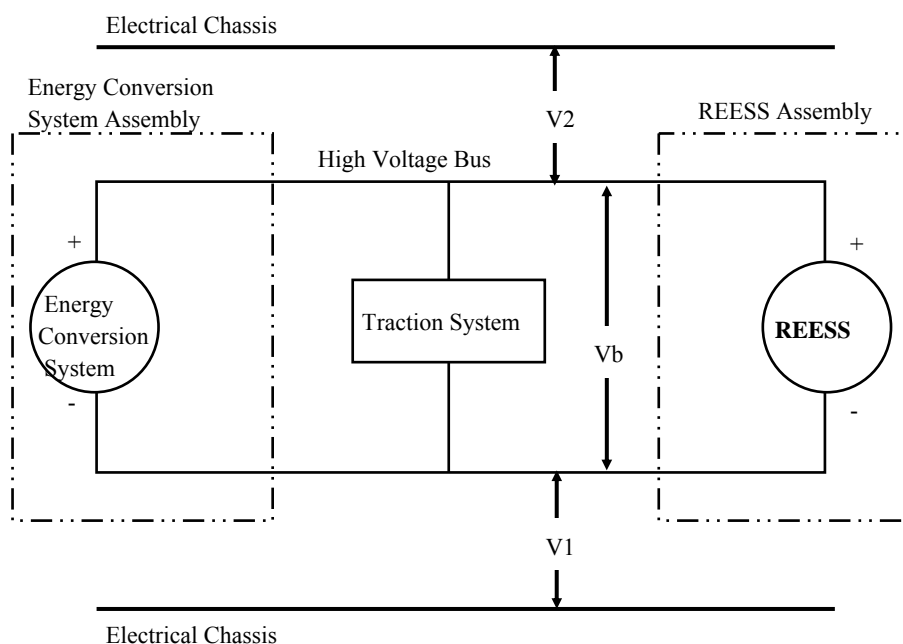 Electrical Chassis
Energy Conversion
System Assembly
V2
REESS Assembly
High Voltage Bus
+
+
Energy
Conversion
System
Traction System
Vb
REESS
-
-
V1
Electrical Chassis